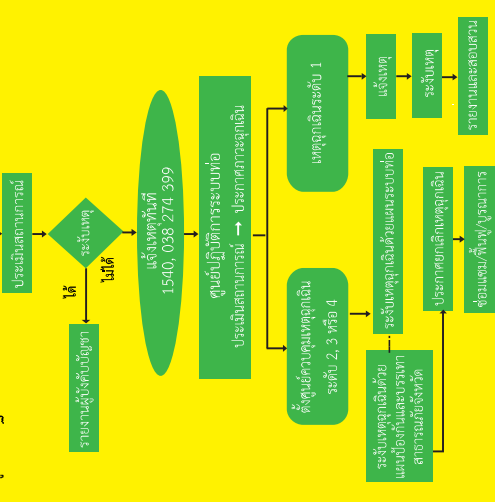 ประเมินสถานการณ์
ระงับเหตุ
ได้
ไม่ได้
รายงานผู้บังคับบัญชา
แจ้งเหตุทันที
1540, 038 274 399
ศูนย์ปฏิบัติการระบบท่อ
ประเมินสถานการณ์ → ประกาศภาวะฉุกเฉิน
เหตุฉุกเฉินระดับ 1
แจ้งเหตุ
ระงับเหตุ
รายงานและสอบสวน
ตั้งศูนย์ควบคุมเหตุฉุกเฉิน
ระดับ 2, 3 หรือ 4
ระงับเหตุฉุกเฉินด้วยแผนระบบท่อ
ระงับเหตุฉุกเฉินด้วย
แผนป้องกันและบรรเทา
สาธารณภัยจังหวัด
ประกาศยกเลิกเหตุฉุกเฉิน
ซ่อมแซม/ฟื้นฟู/บูรณาการ